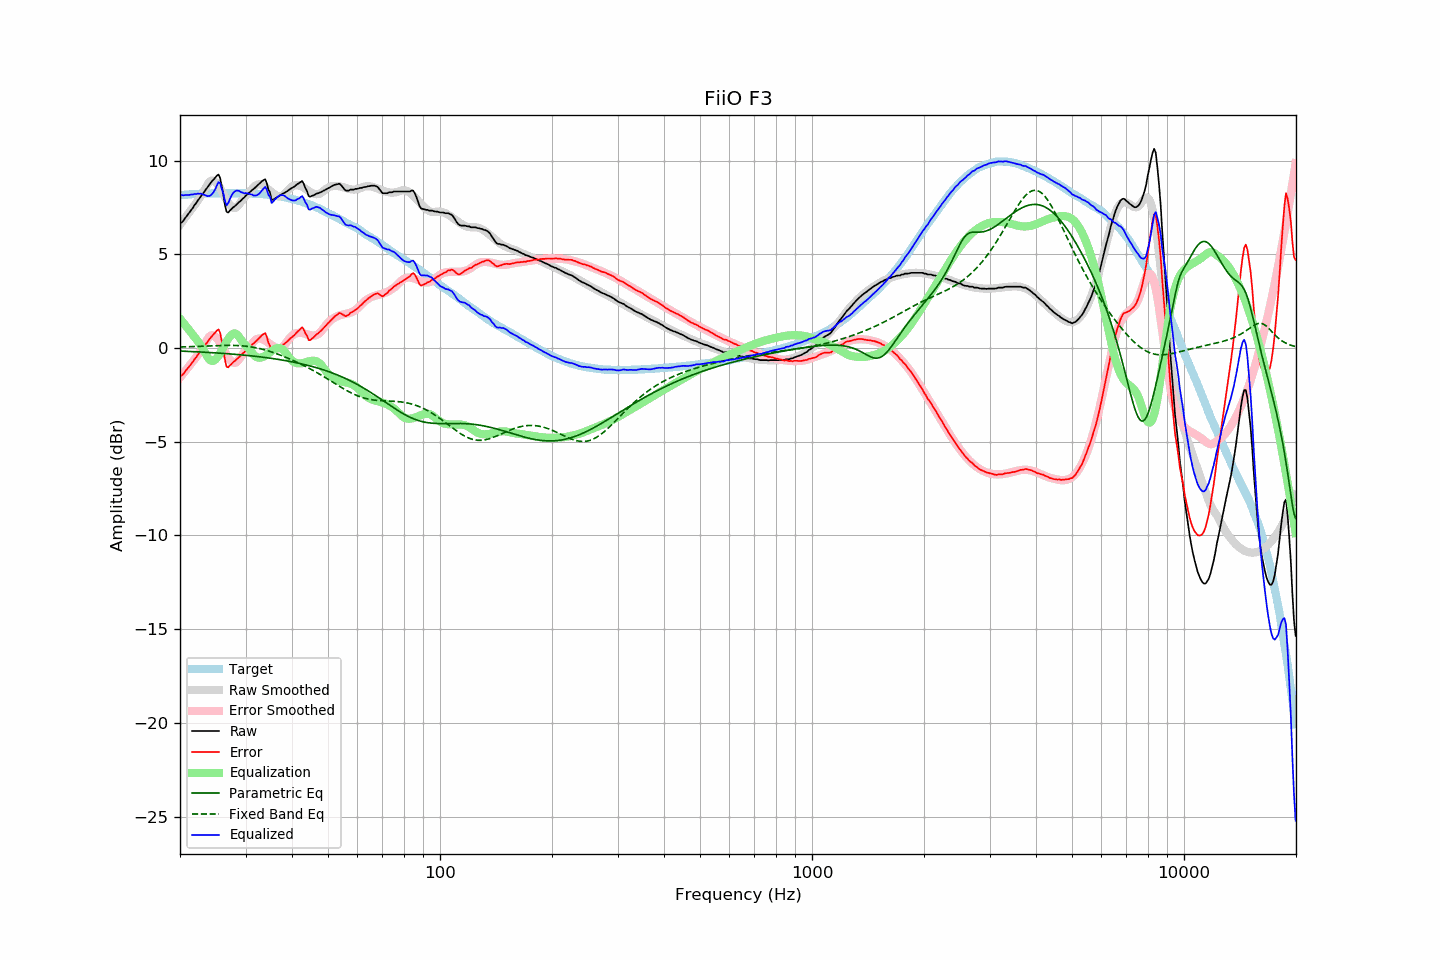 FiiO F3
10
5
0
−5
−10
−15
−20
−25
Amplitude (dBr)
Target
Raw Smoothed
Error Smoothed
Raw
Error
Equalization
Parametric Eq
Fixed Band Eq
Equalized
100
1000
10000
Frequency (Hz)